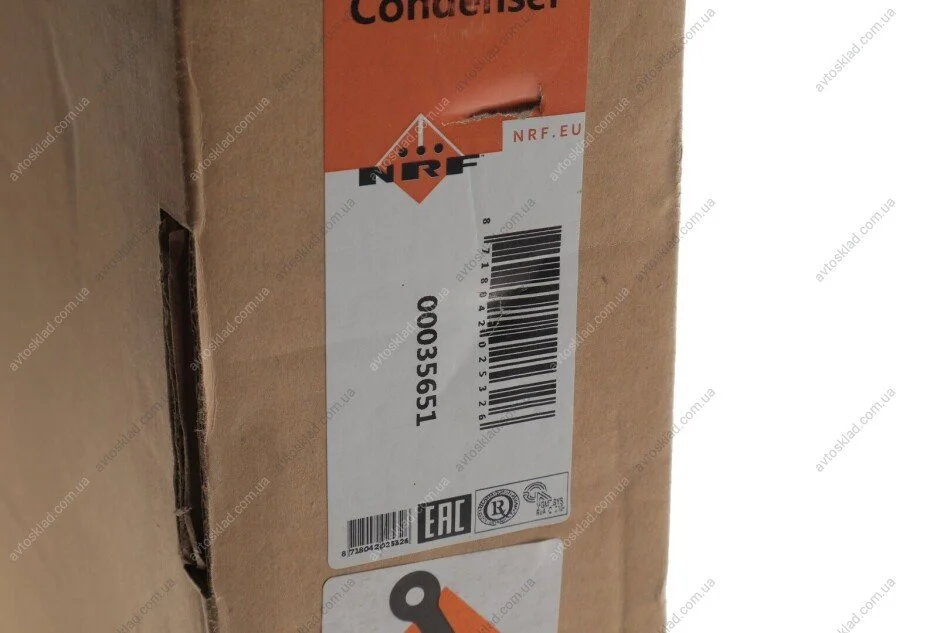 Condenser
NRF.EU
NRF
8 718042 025326
00035651
8 718042 025326
EAC
R
avtosklad.com.ua